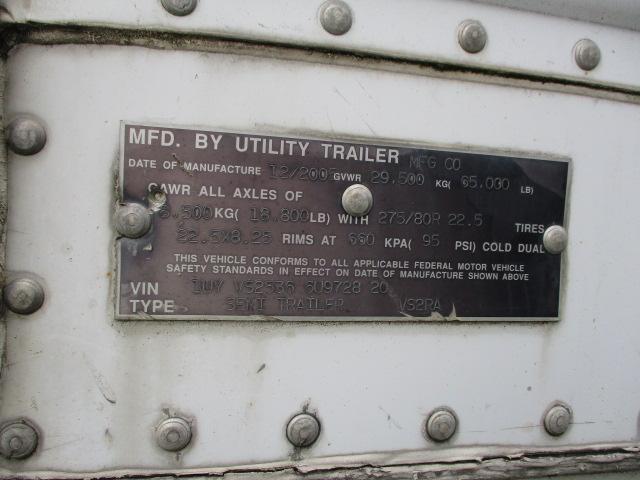 MFD. BY UTILITY TRAILER MFG CO
DATE OF MANUFACTURE 12/2005 GVWR 29,500 KG( 65,000 LB)
GAWR ALL AXLES OF
8,500 KG( 18,800 LB) WITH 275/80R 22.5 TIRES
22.5X8.25 RIMS AT 660 KPA( 95 PSI) COLD DUAL
THIS VEHICLE CONFORMS TO ALL APPLICABLE FEDERAL MOTOR VEHICLE
SAFETY STANDARDS IN EFFECT ON DATE OF MANUFACTURE SHOWN ABOVE
VIN 1UY VS2536 6U9728 20
TYPE SEMI TRAILER VS2RA